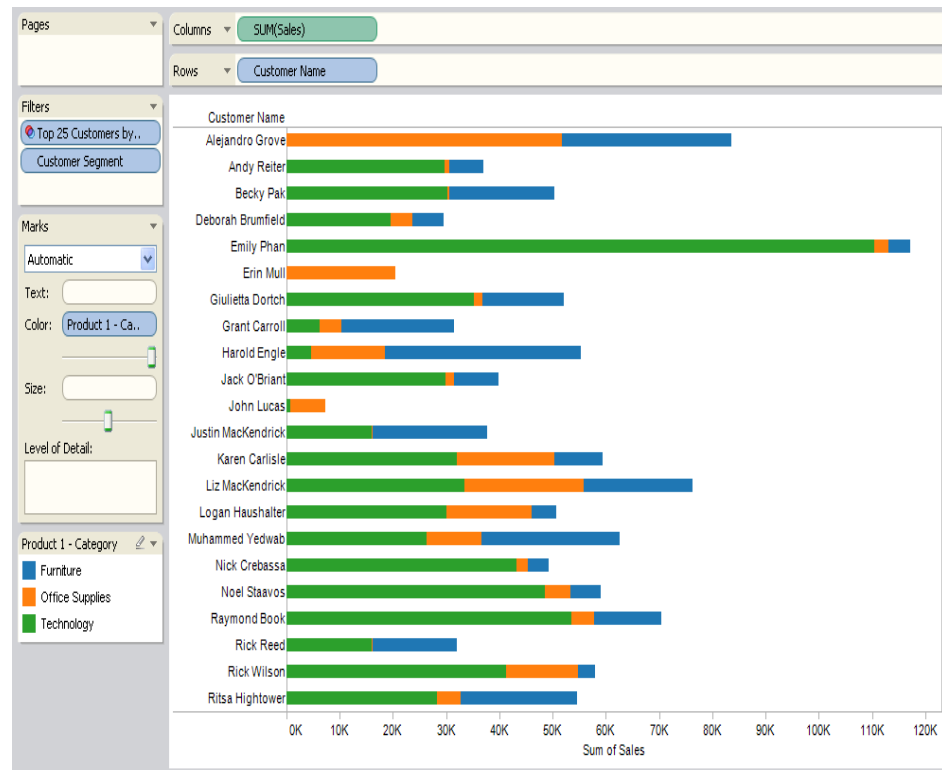 Pages
Columns SUM(Sales)
Rows Customer Name
Filters
Top 25 Customers by..
Customer Segment
Marks
Automatic
Text:
Color: Product 1 - Ca..
Size:
Level of Detail:
Product 1 - Category
Furniture
Office Supplies
Technology
Customer Name
Alejandro Grove
Andy Reiter
Becky Pak
Deborah Brumfield
Emily Phan
Erin Mull
Giulietta Dortch
Grant Carroll
Harold Engle
Jack O'Briant
John Lucas
Justin MacKendrick
Karen Carlisle
Liz MacKendrick
Logan Haushalter
Muhammed Yedwab
Nick Crebassa
Noel Staavos
Raymond Book
Rick Reed
Rick Wilson
Ritsa Hightower
0K 10K 20K 30K 40K 50K 60K 70K 80K 90K 100K 110K 120K
Sum of Sales